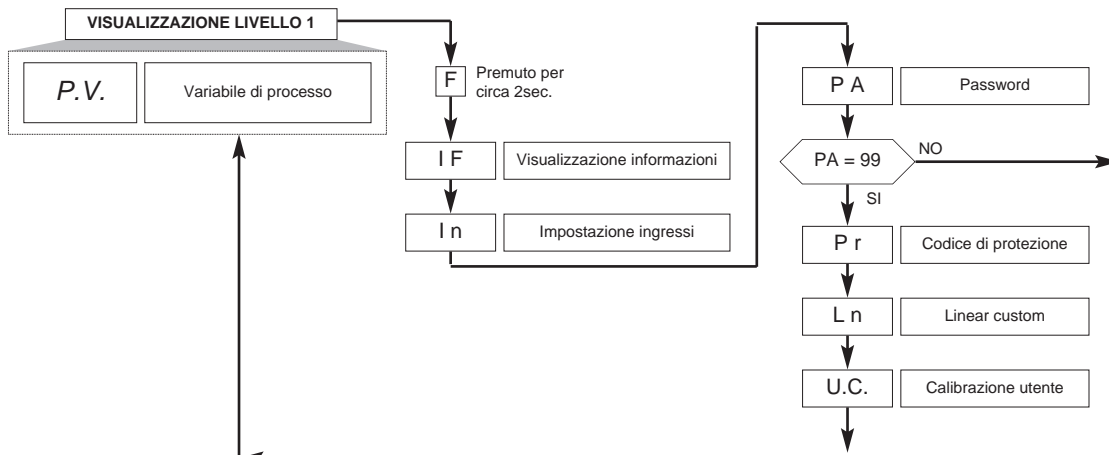 VISUALIZZAZIONE LIVELLO 1
P.V.
Variabile di processo
F
Premuto per
circa 2sec.
I F
Visualizzazione informazioni
I n
Impostazione ingressi
P A
Password
PA = 99
NO
SI
P r
Codice di protezione
L n
Linear custom
U.C.
Calibrazione utente